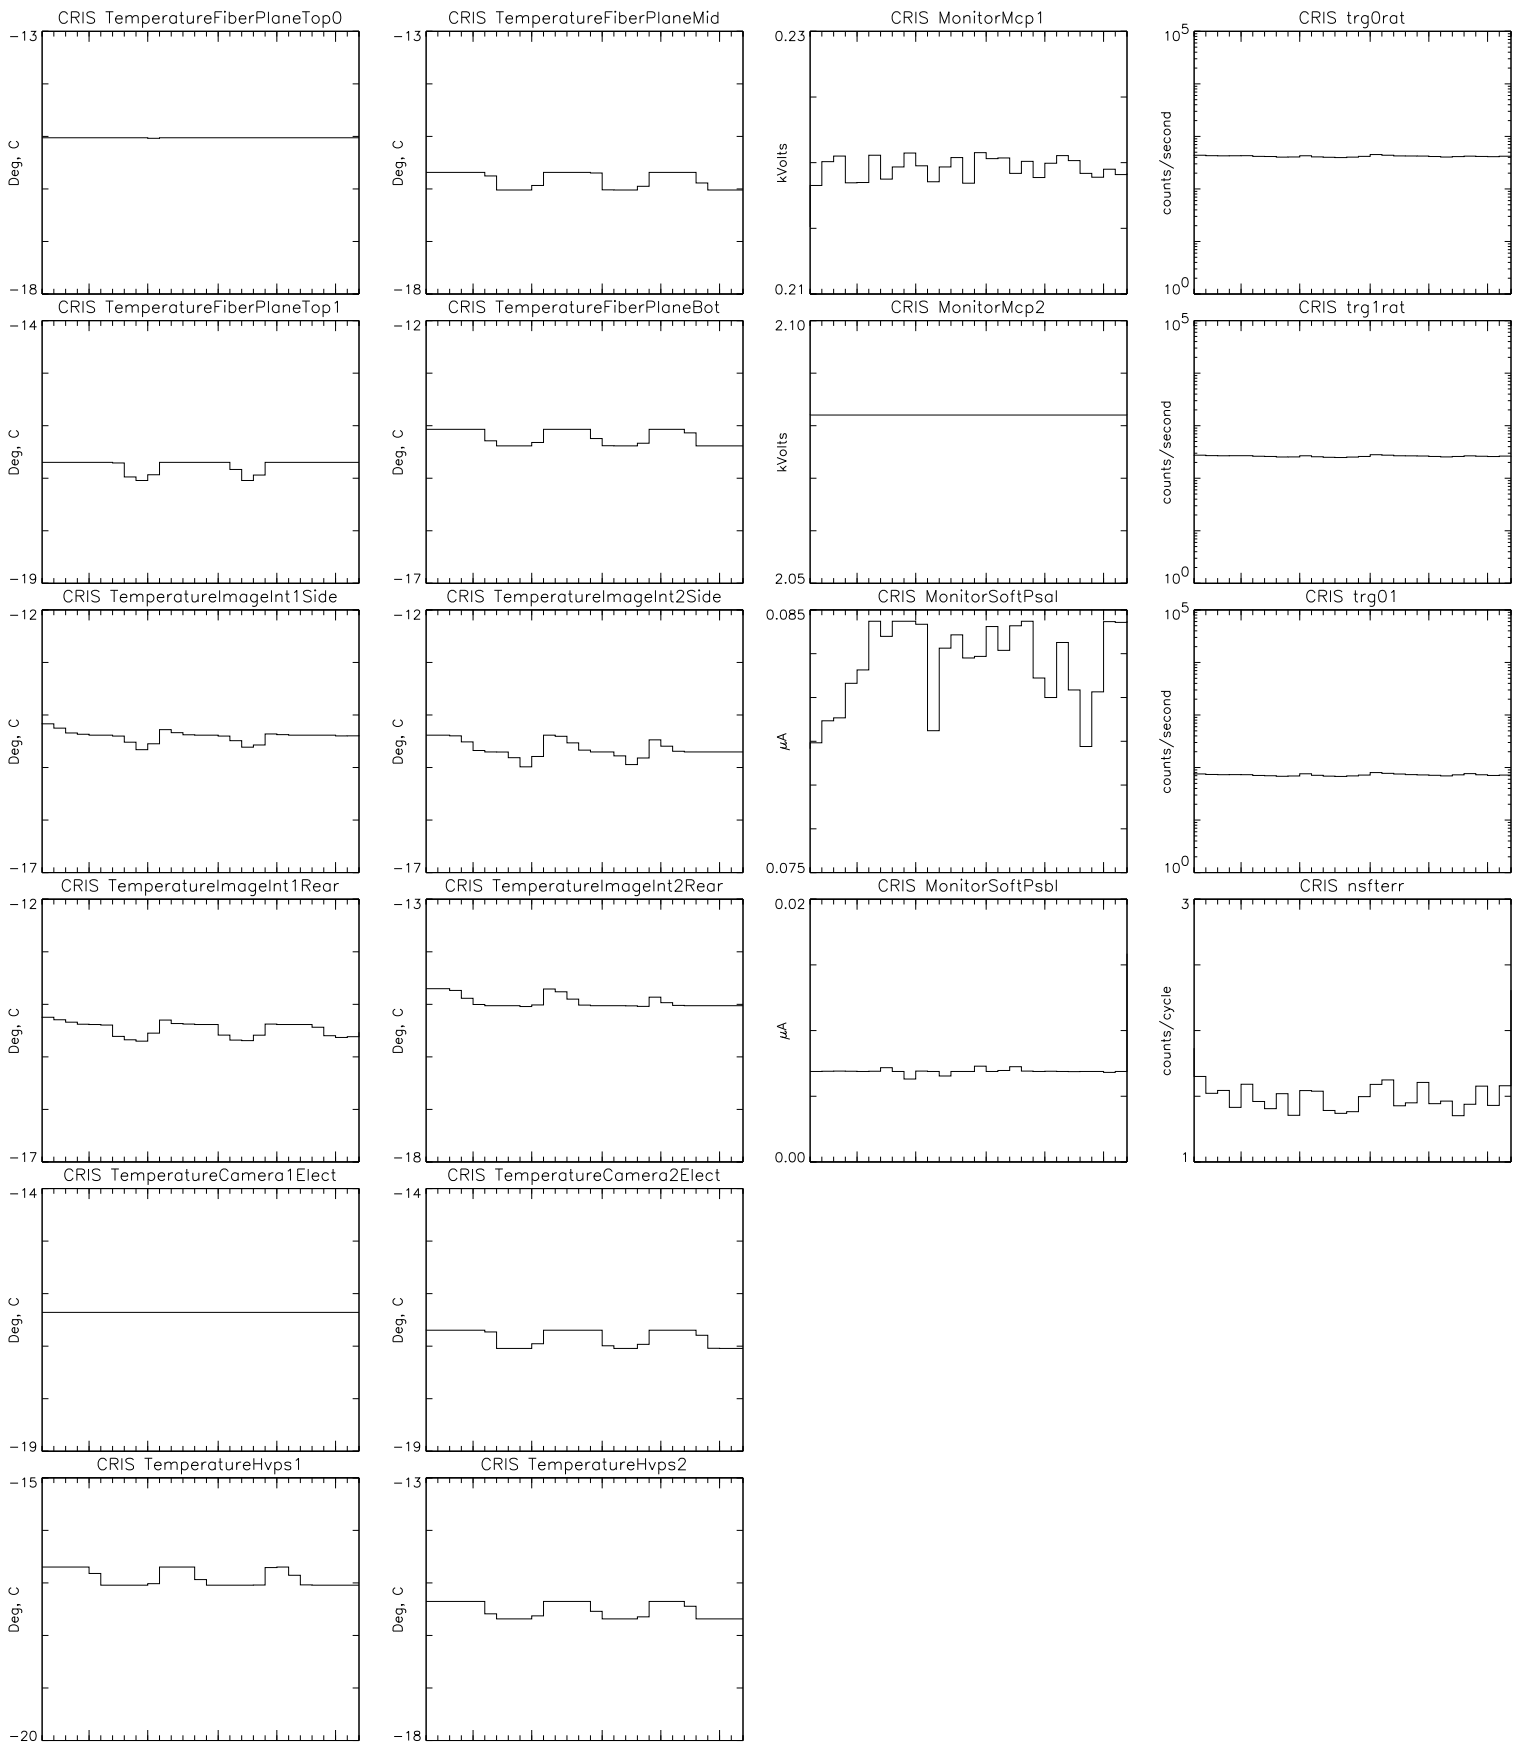 CRIS TemperatureFiberPlaneTop0
-13
Deg, C
-18
CRIS TemperatureFiberPlaneMid
-13
Deg, C
-18
CRIS MonitorMcp1
0.23
kVolts
0.21
CRIS trg0rat
10^5
counts/second
10^0
CRIS TemperatureFiberPlaneTop1
-14
Deg, C
-19
CRIS TemperatureFiberPlaneBot
-12
Deg, C
-17
CRIS MonitorMcp2
2.10
kVolts
2.05
CRIS trg1rat
10^5
counts/second
10^0
CRIS TemperatureImageInt1Side
-12
Deg, C
-17
CRIS TemperatureImageInt2Side
-12
Deg, C
-17
CRIS MonitorSoftPsaI
0.085
μA
0.075
CRIS trg01
10^5
counts/second
10^0
CRIS TemperatureImageInt1Rear
-12
Deg, C
-17
CRIS TemperatureImageInt2Rear
-13
Deg, C
-18
CRIS MonitorSoftPsbI
0.02
μA
0.00
CRIS nsfterr
3
counts/cycle
1
CRIS TemperatureCamera1Elect
-14
Deg, C
-19
CRIS TemperatureCamera2Elect
-14
Deg, C
-19
CRIS TemperatureHvps1
-15
Deg, C
-20
CRIS TemperatureHvps2
-13
Deg, C
-18